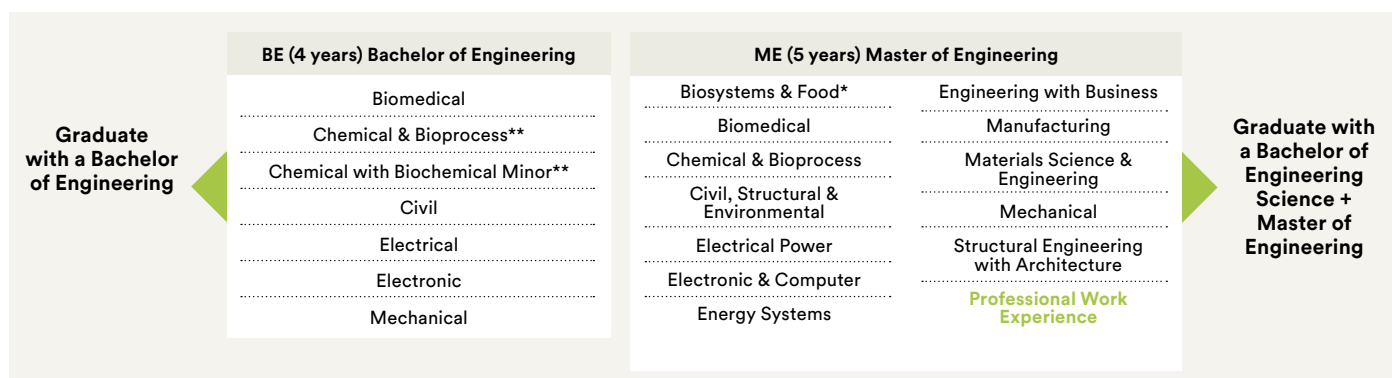 Graduate
with a Bachelor
of Engineering
BE (4 years) Bachelor of Engineering
Biomedical
Chemical & Bioprocess**
Chemical with Biochemical Minor**
Civil
Electrical
Electronic
Mechanical
ME (5 years) Master of Engineering
Biosystems & Food*
Biomedical
Chemical & Bioprocess
Civil, Structural &
Environmental
Electrical Power
Electronic & Computer
Energy Systems
Engineering with Business
Manufacturing
Materials Science &
Engineering
Mechanical
Structural Engineering
with Architecture
Professional Work
Experience
Graduate with
a Bachelor of
Engineering
Science +
Master of
Engineering